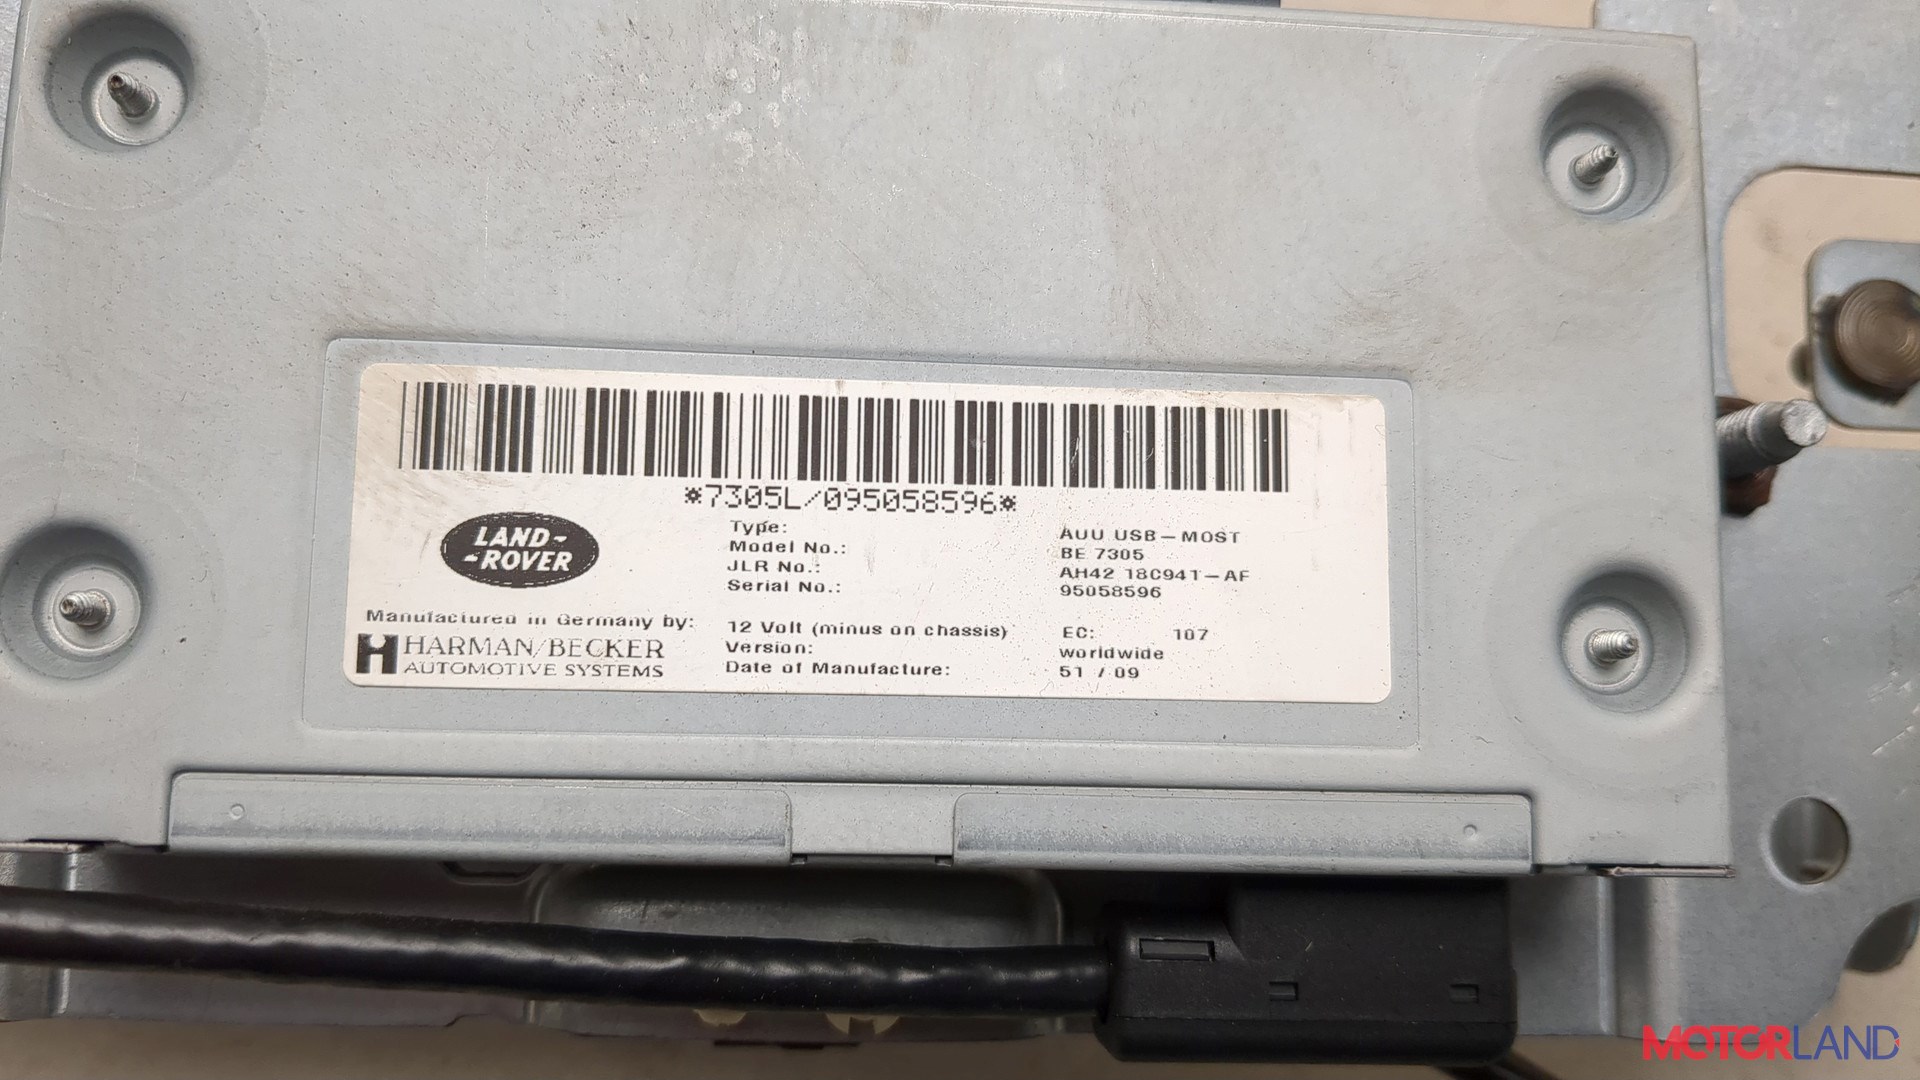 *7305L/095058596*
LAND-
-ROVER
Type: AUU USB-MOST
Model No.: BE 7305
JLR No.: AH42 18C941-AF
Serial No.: 95058596
Manufactured in Germany by:
HARMAN/BECKER
AUTOMOTIVE SYSTEMS
12 Volt (minus on chassis) EC: 107
Version: worldwide
Date of Manufacture: 51 / 09
MOTORLAND